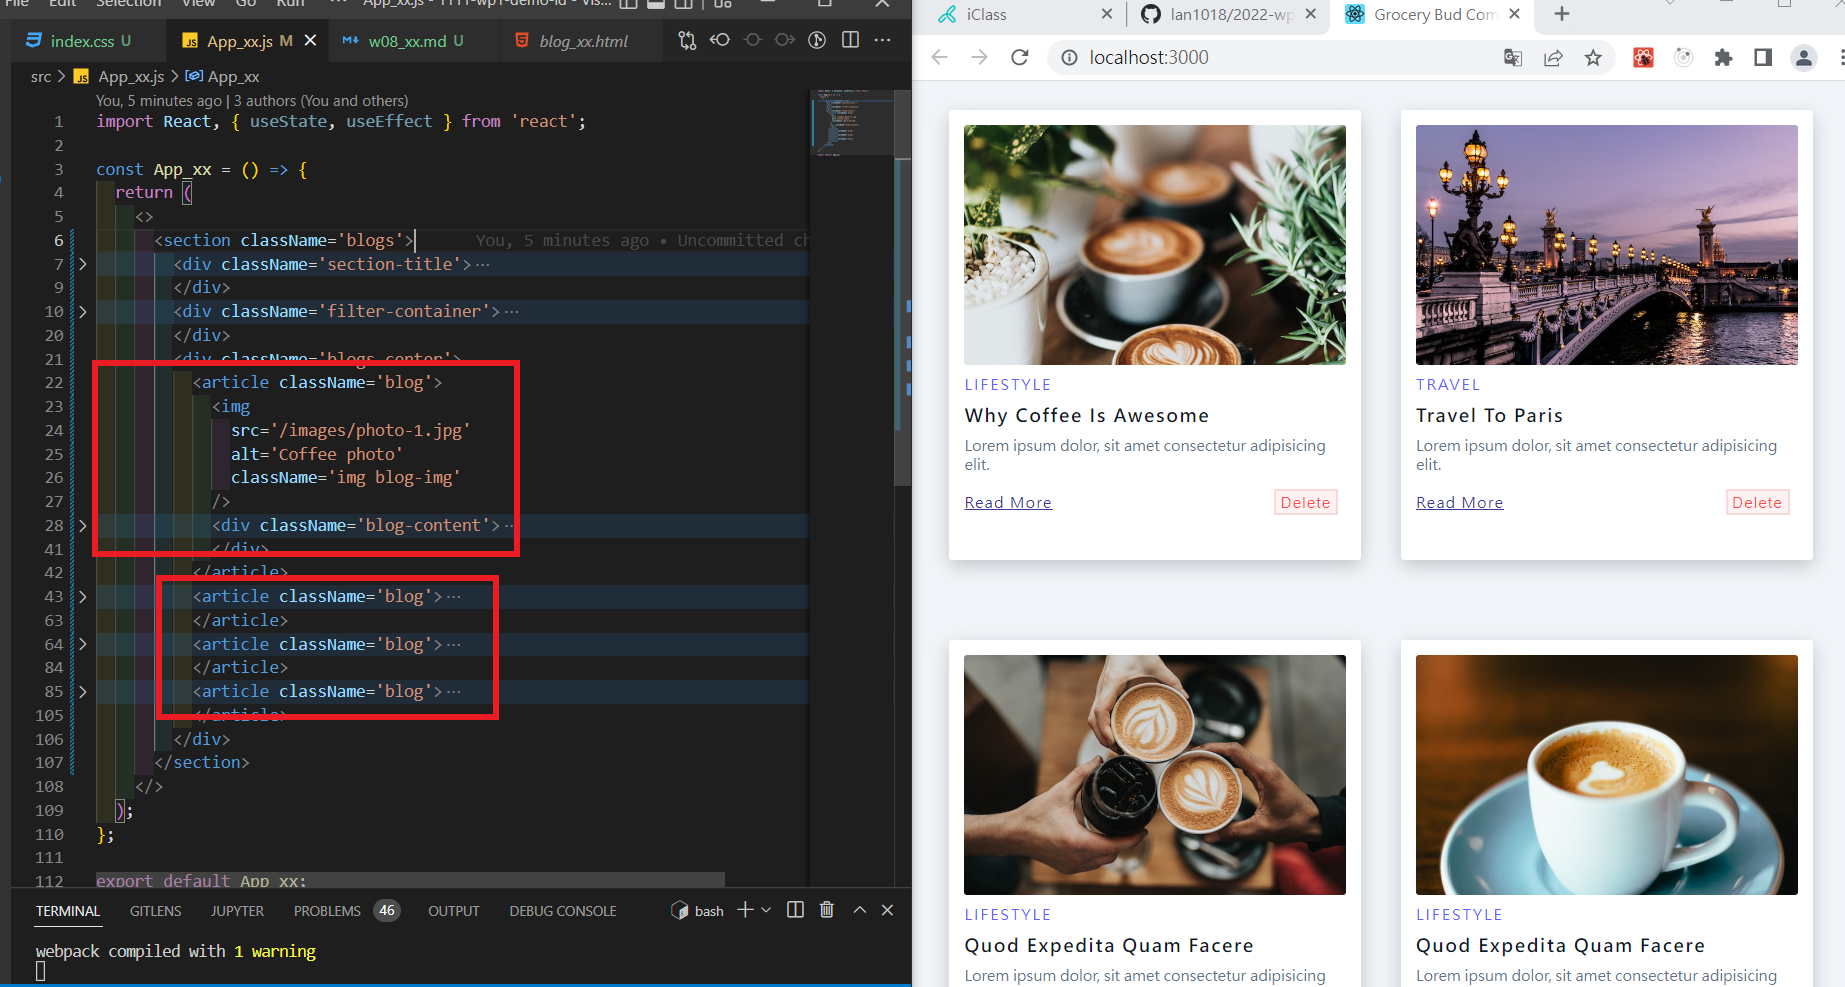 File Edit Selection View Go Run ··· App_xx.js - 1111-wp1-demo-id - Vis...
index.css U App_xx.js M w08_xx.md U blog_xx.html
src > App_xx.js > App_xx
You, 5 minutes ago | 3 authors (You and others)
1 import React, { useState, useEffect } from 'react';
2
3 const App_xx = () => {
4 return (
5 <>
6 <section className='blogs'> You, 5 minutes ago • Uncommitted ch
7 <div className='section-title'>···
9 </div>
10 <div className='filter-container'>···
20 </div>
21 <div className='blogs-center'>
22 <article className='blog'>
23 <img
24 src='/images/photo-1.jpg'
25 alt='Coffee photo'
26 className='img blog-img'
27 />
28 <div className='blog-content'>··
41 </div>
42 </article>
43 <article className='blog'>···
63 </article>
64 <article className='blog'>···
84 </article>
85 <article className='blog'>···
105 </article>
106 </div>
107 </section>
108 </>
109 );
110 };
111
112 export default App_xx;
TERMINAL GITLENS JUPYTER PROBLEMS 46 OUTPUT DEBUG CONSOLE bash
webpack compiled with 1 warning
iClass lan1018/2022-wp Grocery Bud Com
localhost:3000
LIFESTYLE
Why Coffee Is Awesome
Lorem ipsum dolor, sit amet consectetur adipisicing
elit.
Read More Delete
TRAVEL
Travel To Paris
Lorem ipsum dolor, sit amet consectetur adipisicing
elit.
Read More Delete
LIFESTYLE
Quod Expedita Quam Facere
Lorem ipsum dolor, sit amet consectetur adipisicing
LIFESTYLE
Quod Expedita Quam Facere
Lorem ipsum dolor, sit amet consectetur adipisicing